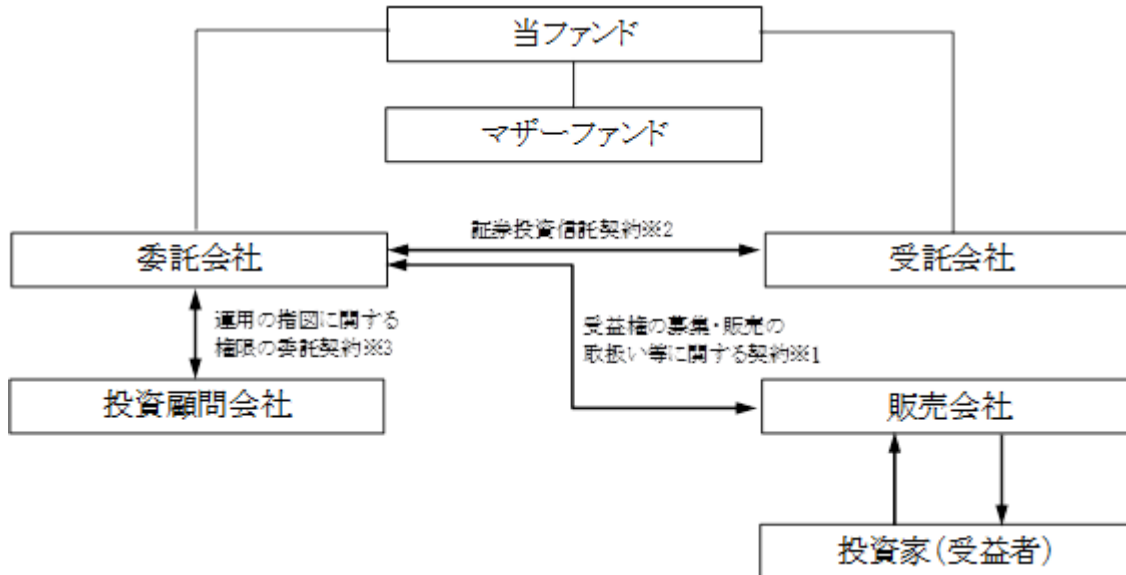 当ファンド
マザーファンド
証券投資信託契約※2
委託会社
受託会社
運用の指図に関する
権限の委託契約※3
受益権の募集・販売の
取扱い等に関する契約※1
投資顧問会社
販売会社
投資家(受益者)